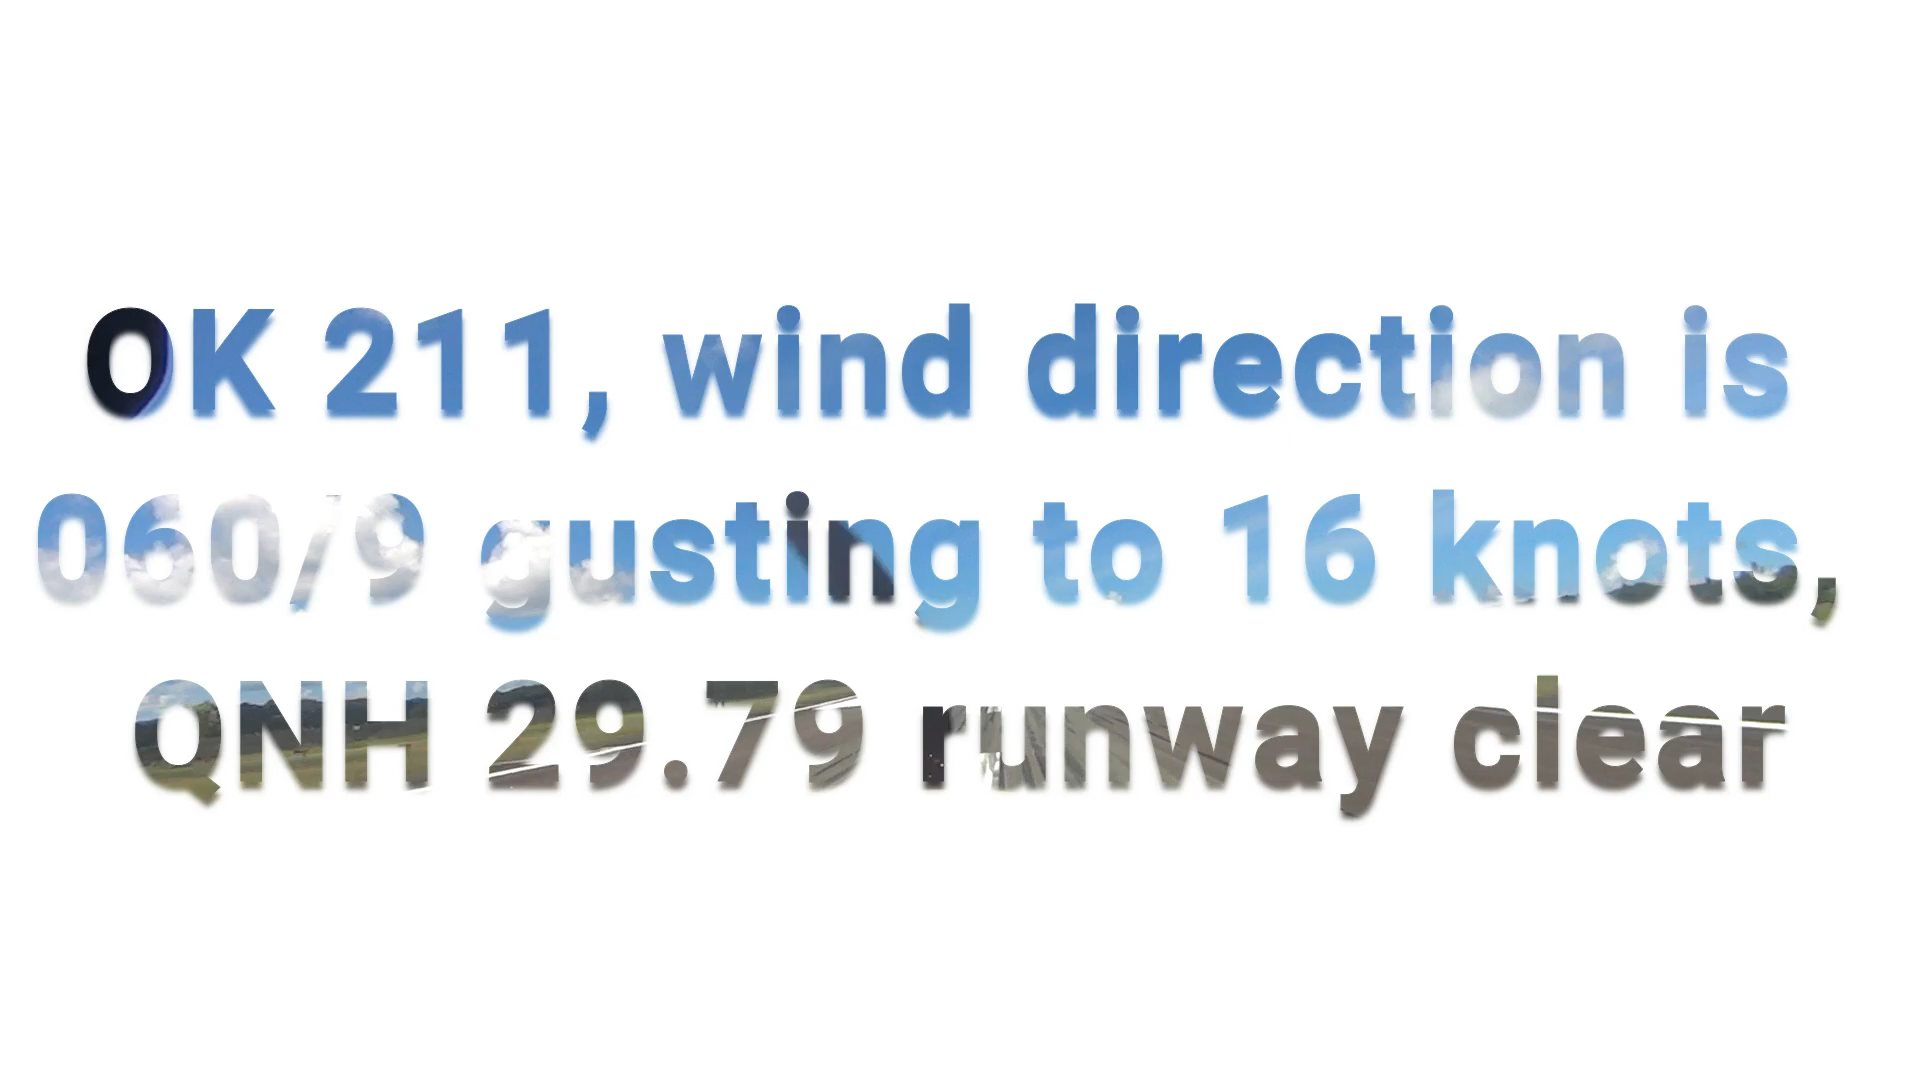 OK 211, wind direction is
060/9 gusting to 16 knots,
QNH 29.79 runway clear